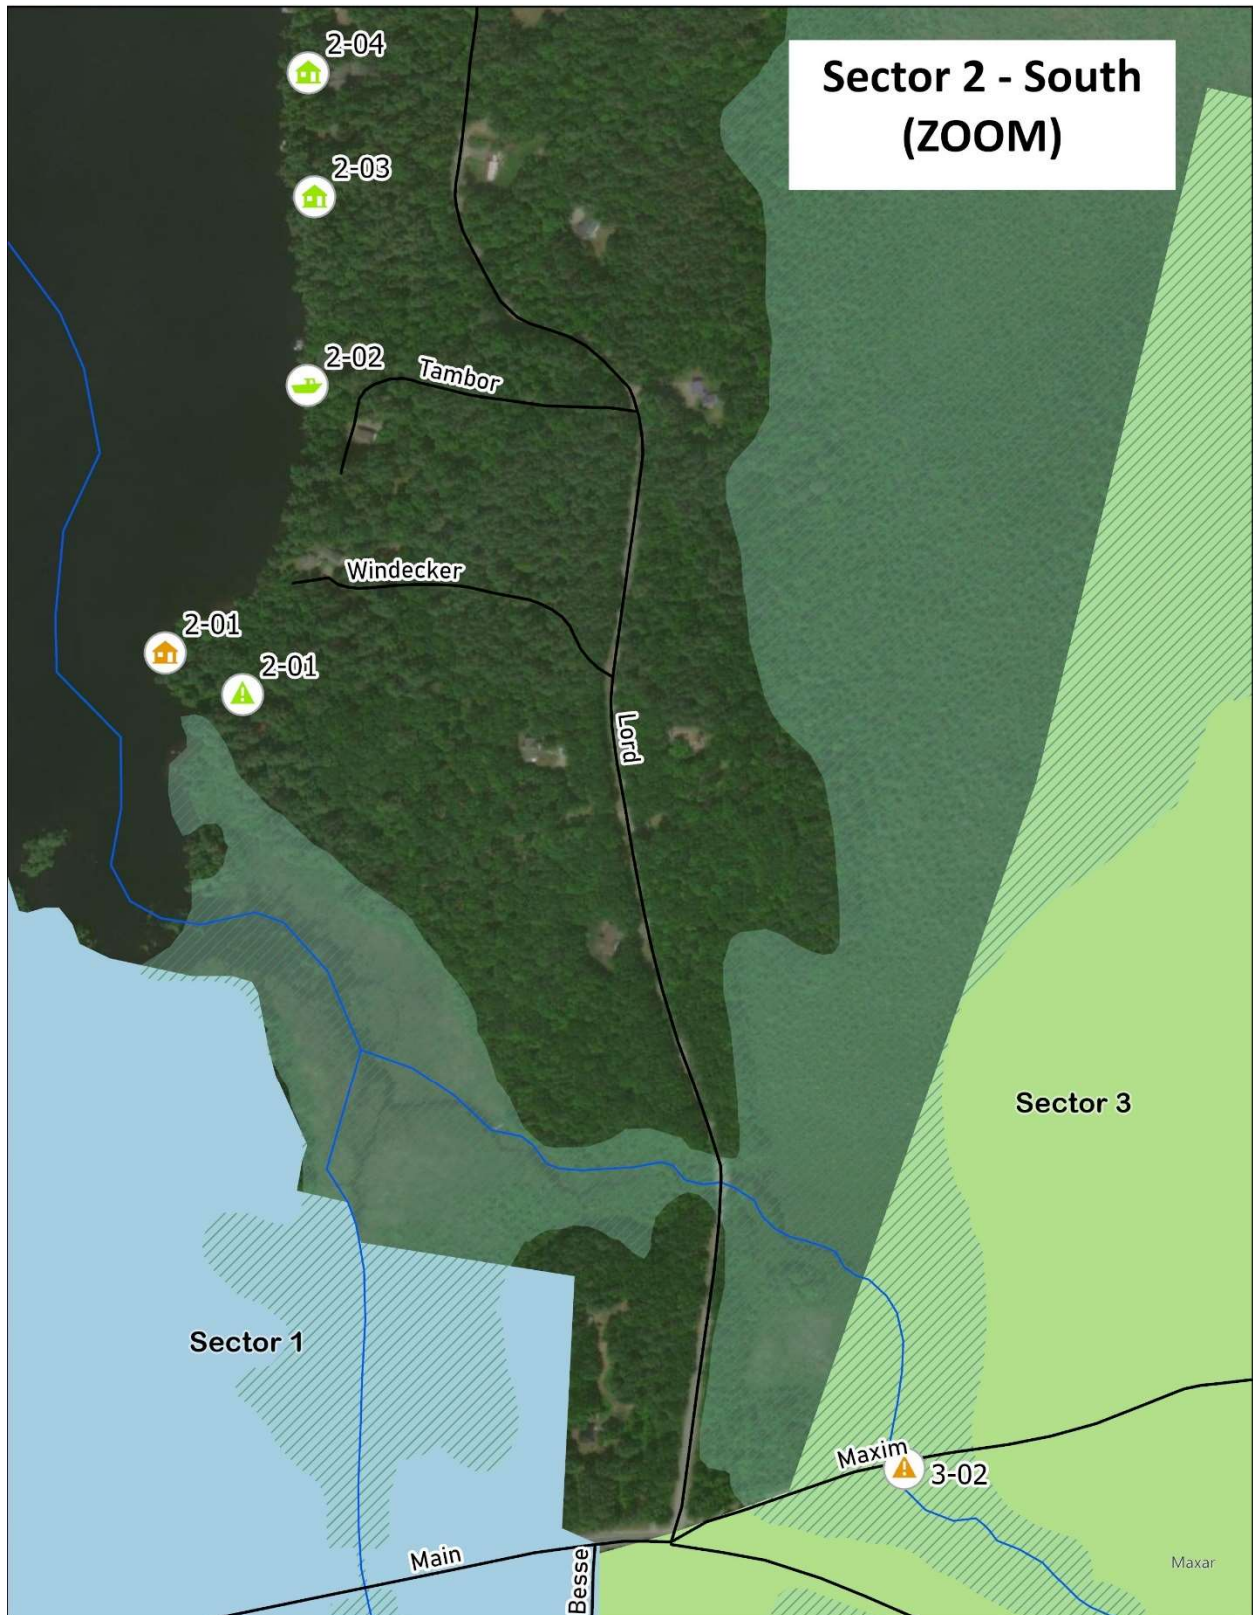 2-04
Sector 2 - South
(ZOOM)
2-03
2-02
Tambor
Windecker
2-01
2-01
Lord
Sector 3
Sector 1
Maxim
3-02
Main
Besse
Maxar